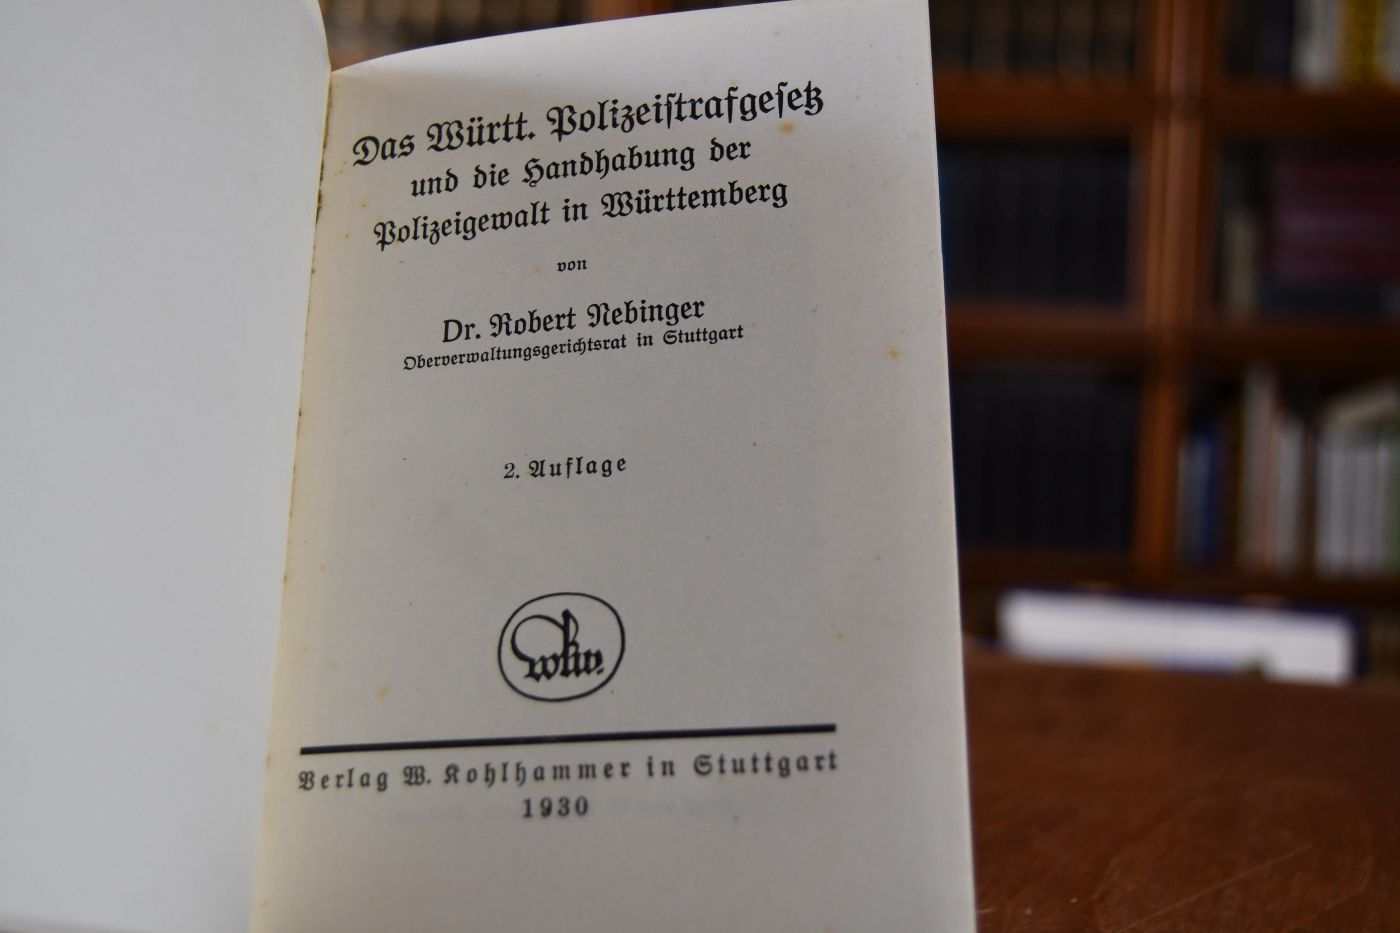 Das Württ. Polizeiſtrafgeſetz
und die Handhabung der
Polizeigewalt in Württemberg
von
Dr. Robert Nebinger
Oberverwaltungsgerichtsrat in Stuttgart
2. Auflage
wkw.
Verlag W. Kohlhammer in Stuttgart
1930